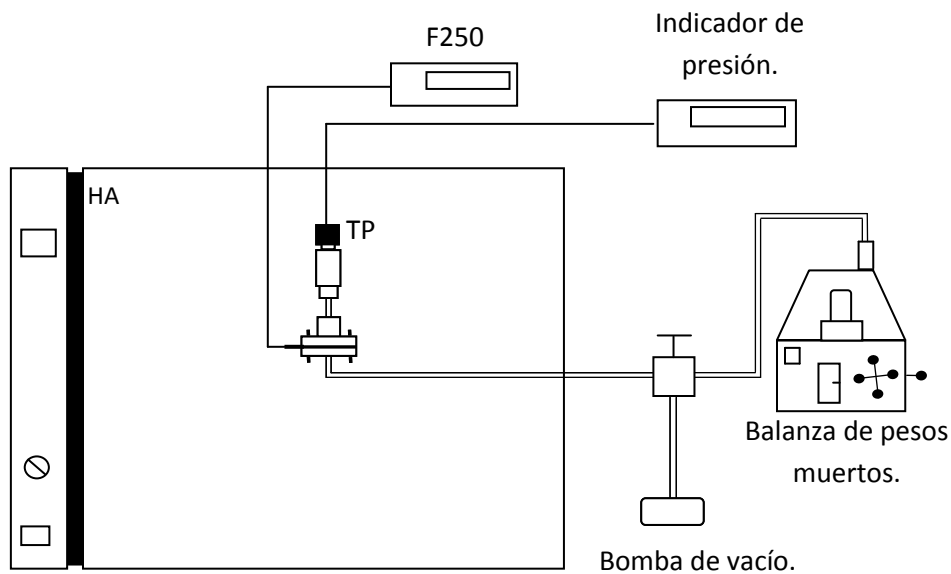 F250
Indicador de
presión.
HA
TP
Balanza de pesos
muertos.
Bomba de vacío.